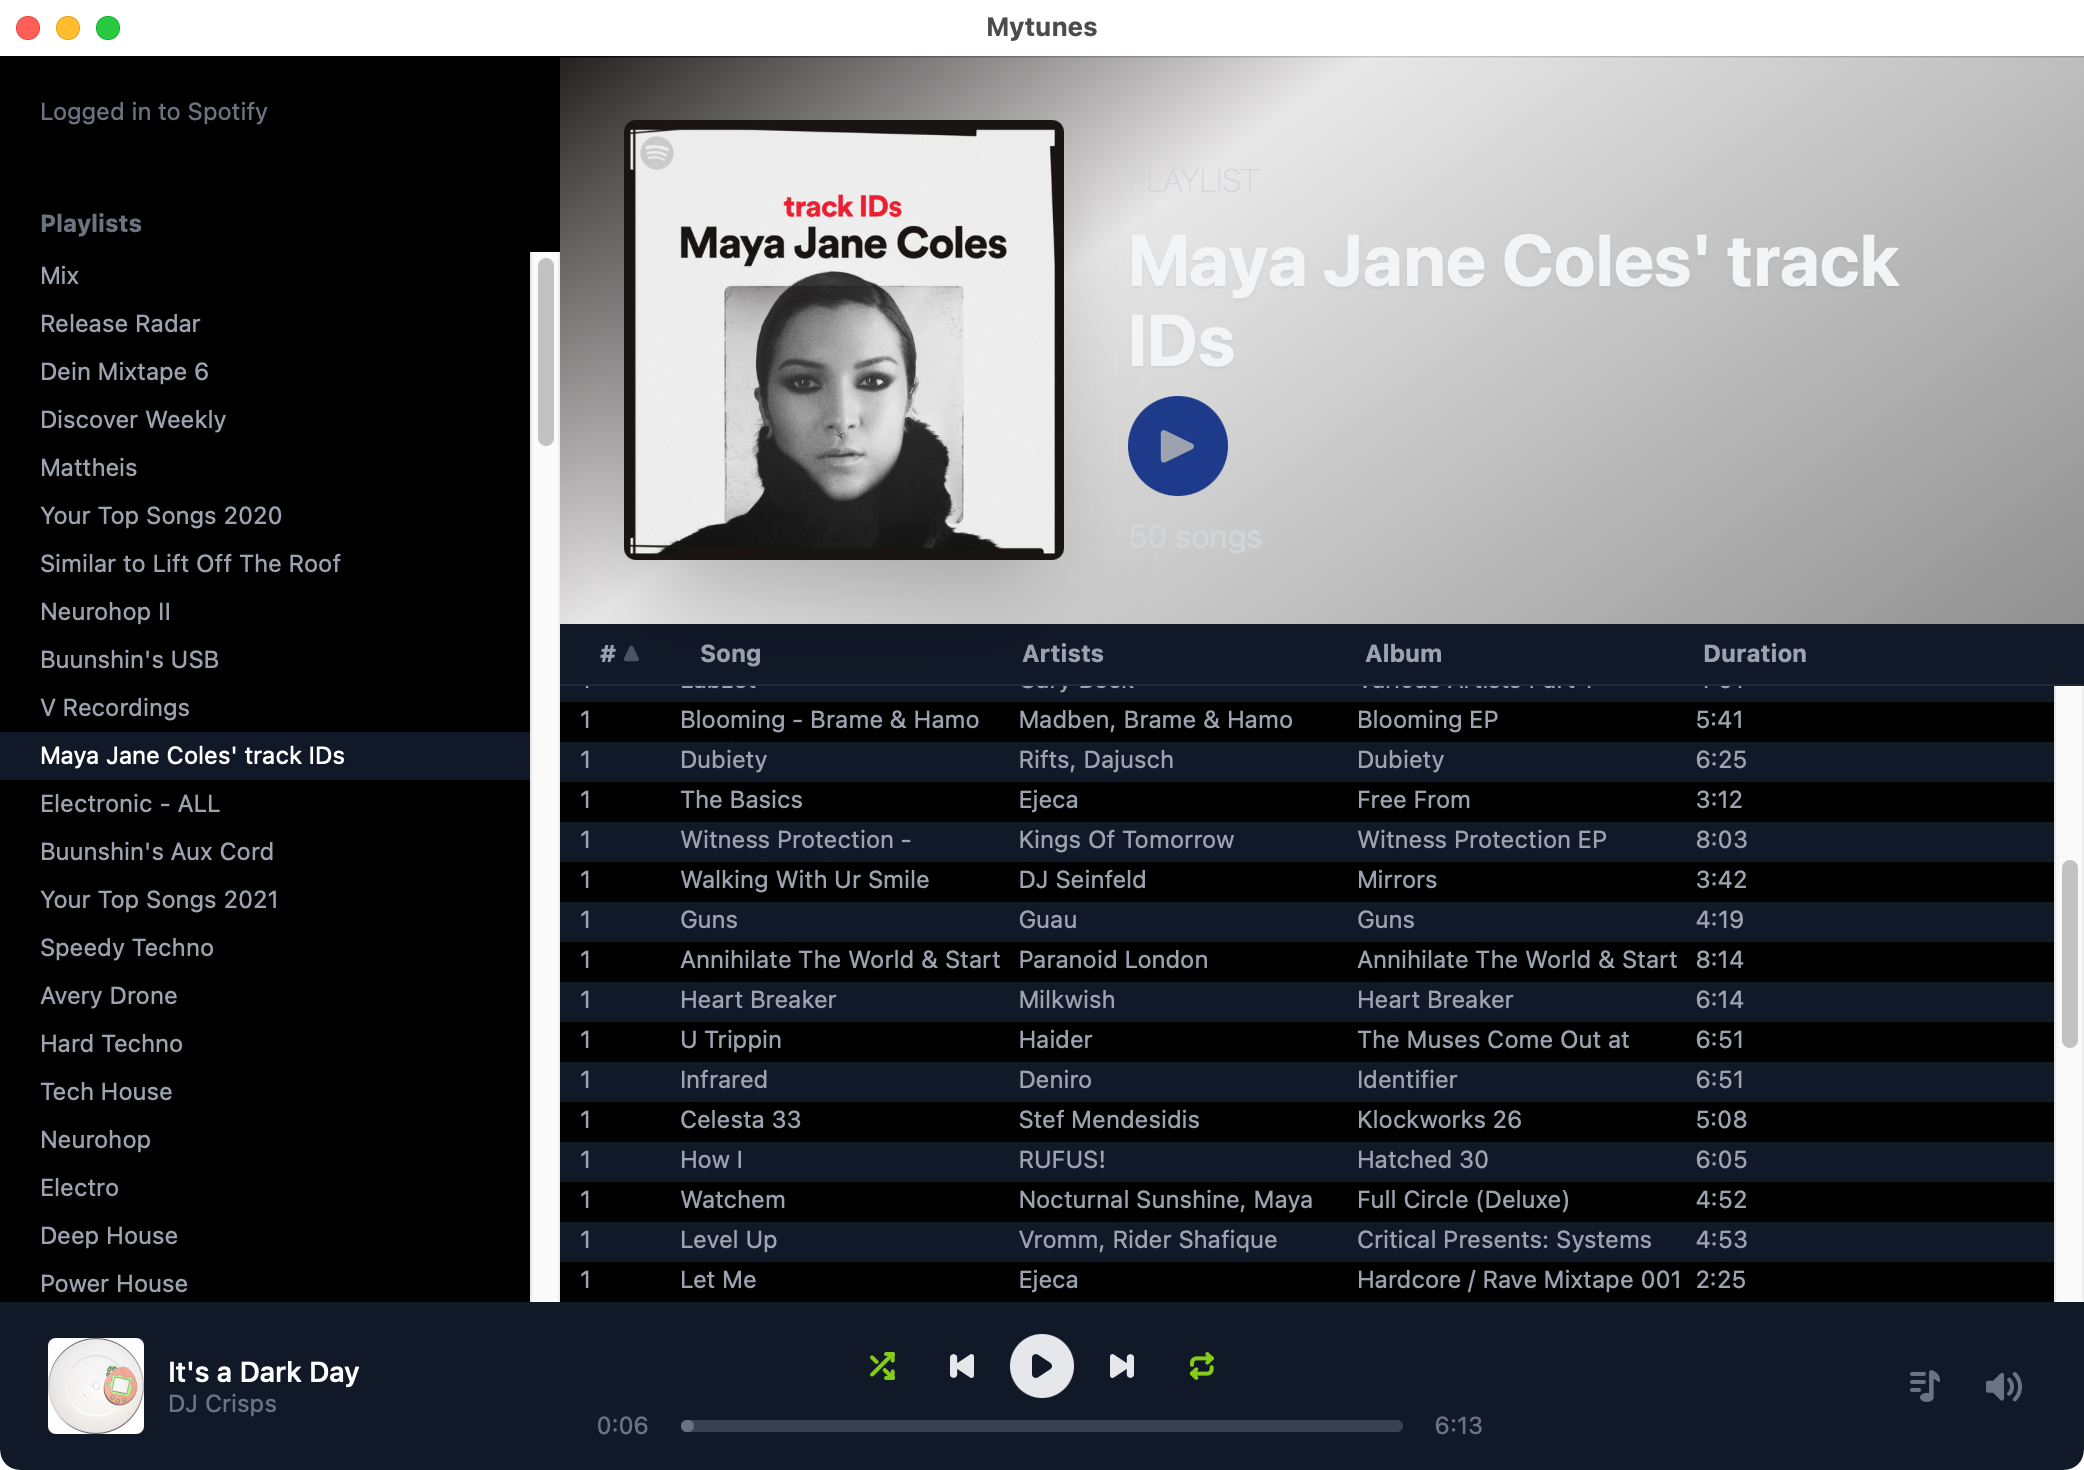 Mytunes
Logged in to Spotify
Playlists
Mix
Release Radar
Dein Mixtape 6
Discover Weekly
Mattheis
Your Top Songs 2020
Similar to Lift Off The Roof
Neurohop II
Buunshin's USB
V Recordings
Maya Jane Coles' track IDs
Electronic - ALL
Buunshin's Aux Cord
Your Top Songs 2021
Speedy Techno
Avery Drone
Hard Techno
Tech House
Neurohop
Electro
Deep House
Power House
track IDs
Maya Jane Coles
PLAYLIST
Maya Jane Coles' track
IDs
50 songs
# Song Artists Album Duration
1 Blooming - Brame & Hamo Madben, Brame & Hamo Blooming EP 5:41
1 Dubiety Rifts, Dajusch Dubiety 6:25
1 The Basics Ejeca Free From 3:12
1 Witness Protection - Kings Of Tomorrow Witness Protection EP 8:03
1 Walking With Ur Smile DJ Seinfeld Mirrors 3:42
1 Guns Guau Guns 4:19
1 Annihilate The World & Start Paranoid London Annihilate The World & Start 8:14
1 Heart Breaker Milkwish Heart Breaker 6:14
1 U Trippin Haider The Muses Come Out at 6:51
1 Infrared Deniro Identifier 6:51
1 Celesta 33 Stef Mendesidis Klockworks 26 5:08
1 How I RUFUS! Hatched 30 6:05
1 Watchem Nocturnal Sunshine, Maya Full Circle (Deluxe) 4:52
1 Level Up Vromm, Rider Shafique Critical Presents: Systems 4:53
1 Let Me Ejeca Hardcore / Rave Mixtape 001 2:25
It's a Dark Day
DJ Crisps
0:06 6:13